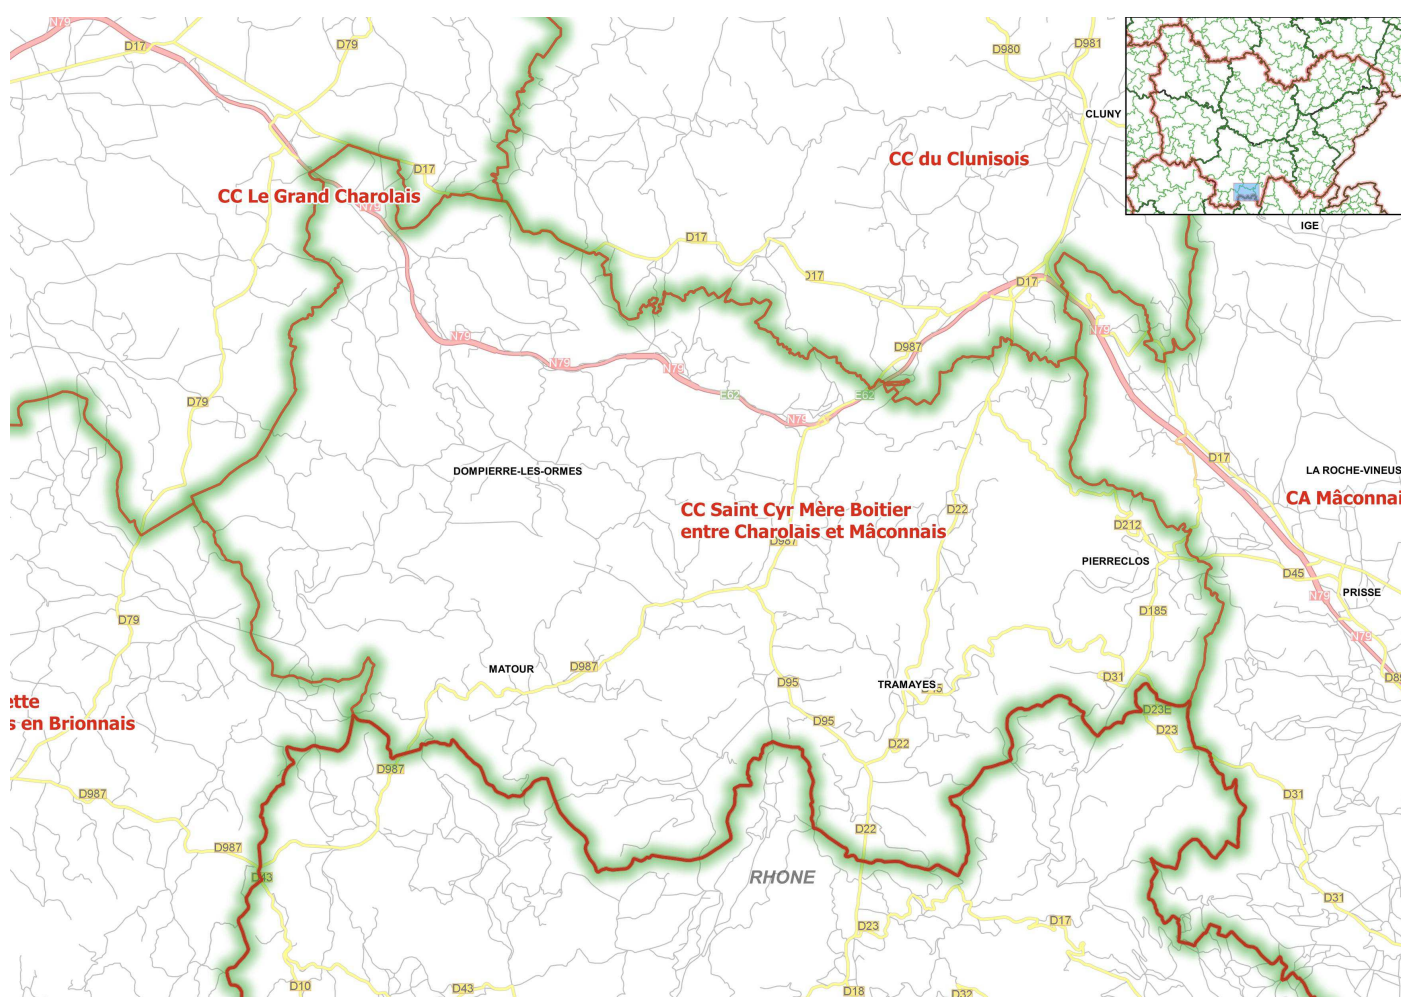 N79
D17
D79
D980
D981
CLUNY
CC du Clunisois
D17
CC Le Grand Charolais
N79
IGE
D17
D17
D17
N79
N79
D987
N79
N79
E62
E62
D79
N79
D17
DOMPIERRE-LES-ORMES
LA ROCHE-VINEUS
CA Mâconnai
CC Saint Cyr Mère Boitier
entre Charolais et Mâconnais
D22
D212
D987
PIERRECLOS
D45
PRISSE
N79
D79
D185
N79
MATOUR
D987
D31
D95
TRAMAYES
ette
s en Brionnais
D23E
D95
D23
D22
D987
D987
D31
D22
D987
D43
RHONE
D31
D23
D17
D10
D43
D18
D32